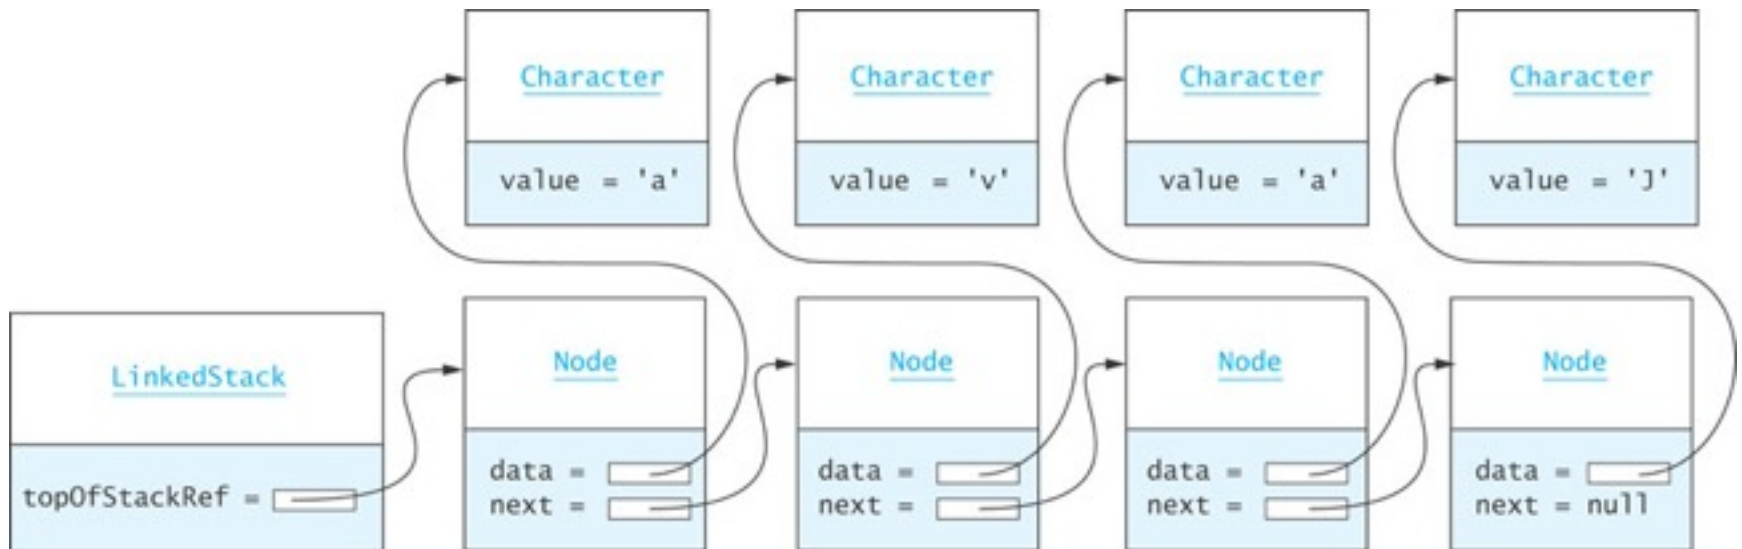 Character
Character
Character
Character
value = 'a'
value = 'v'
value = 'a'
value = 'J'
LinkedStack
Node
Node
Node
Node
topOfStackRef =
data =
next =
data =
next =
data =
next =
data =
next = null